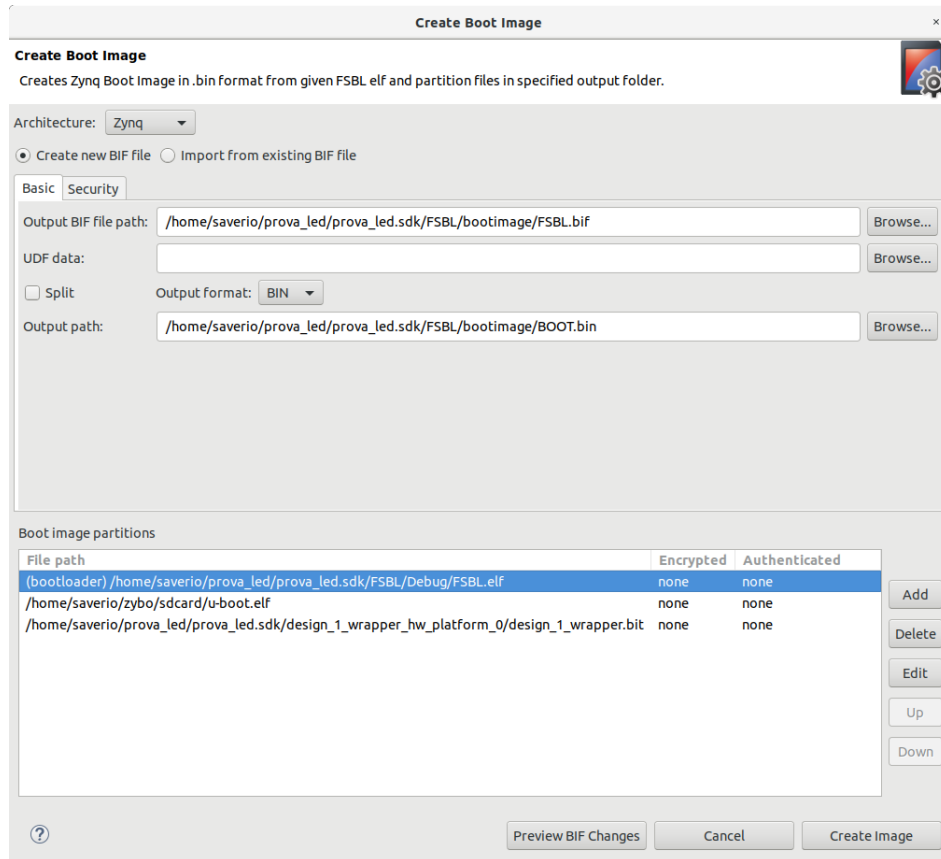 Create Boot Image
×
Create Boot Image
Creates Zynq Boot Image in .bin format from given FSBL elf and partition files in specified output folder.
Architecture: Zynq
Create new BIF file Import from existing BIF file
Basic Security
Output BIF file path: /home/saverio/prova_led/prova_led.sdk/FSBL/bootimage/FSBL.bif Browse...
UDF data: Browse...
Split Output format: BIN
Output path: /home/saverio/prova_led/prova_led.sdk/FSBL/bootimage/BOOT.bin Browse...
Boot image partitions
File path Encrypted Authenticated
(bootloader) /home/saverio/prova_led/prova_led.sdk/FSBL/Debug/FSBL.elf none none
/home/saverio/zybo/sdcard/u-boot.elf none none
/home/saverio/prova_led/prova_led.sdk/design_1_wrapper_hw_platform_0/design_1_wrapper.bit none none
Add
Delete
Edit
Up
Down
? Preview BIF Changes Cancel Create Image